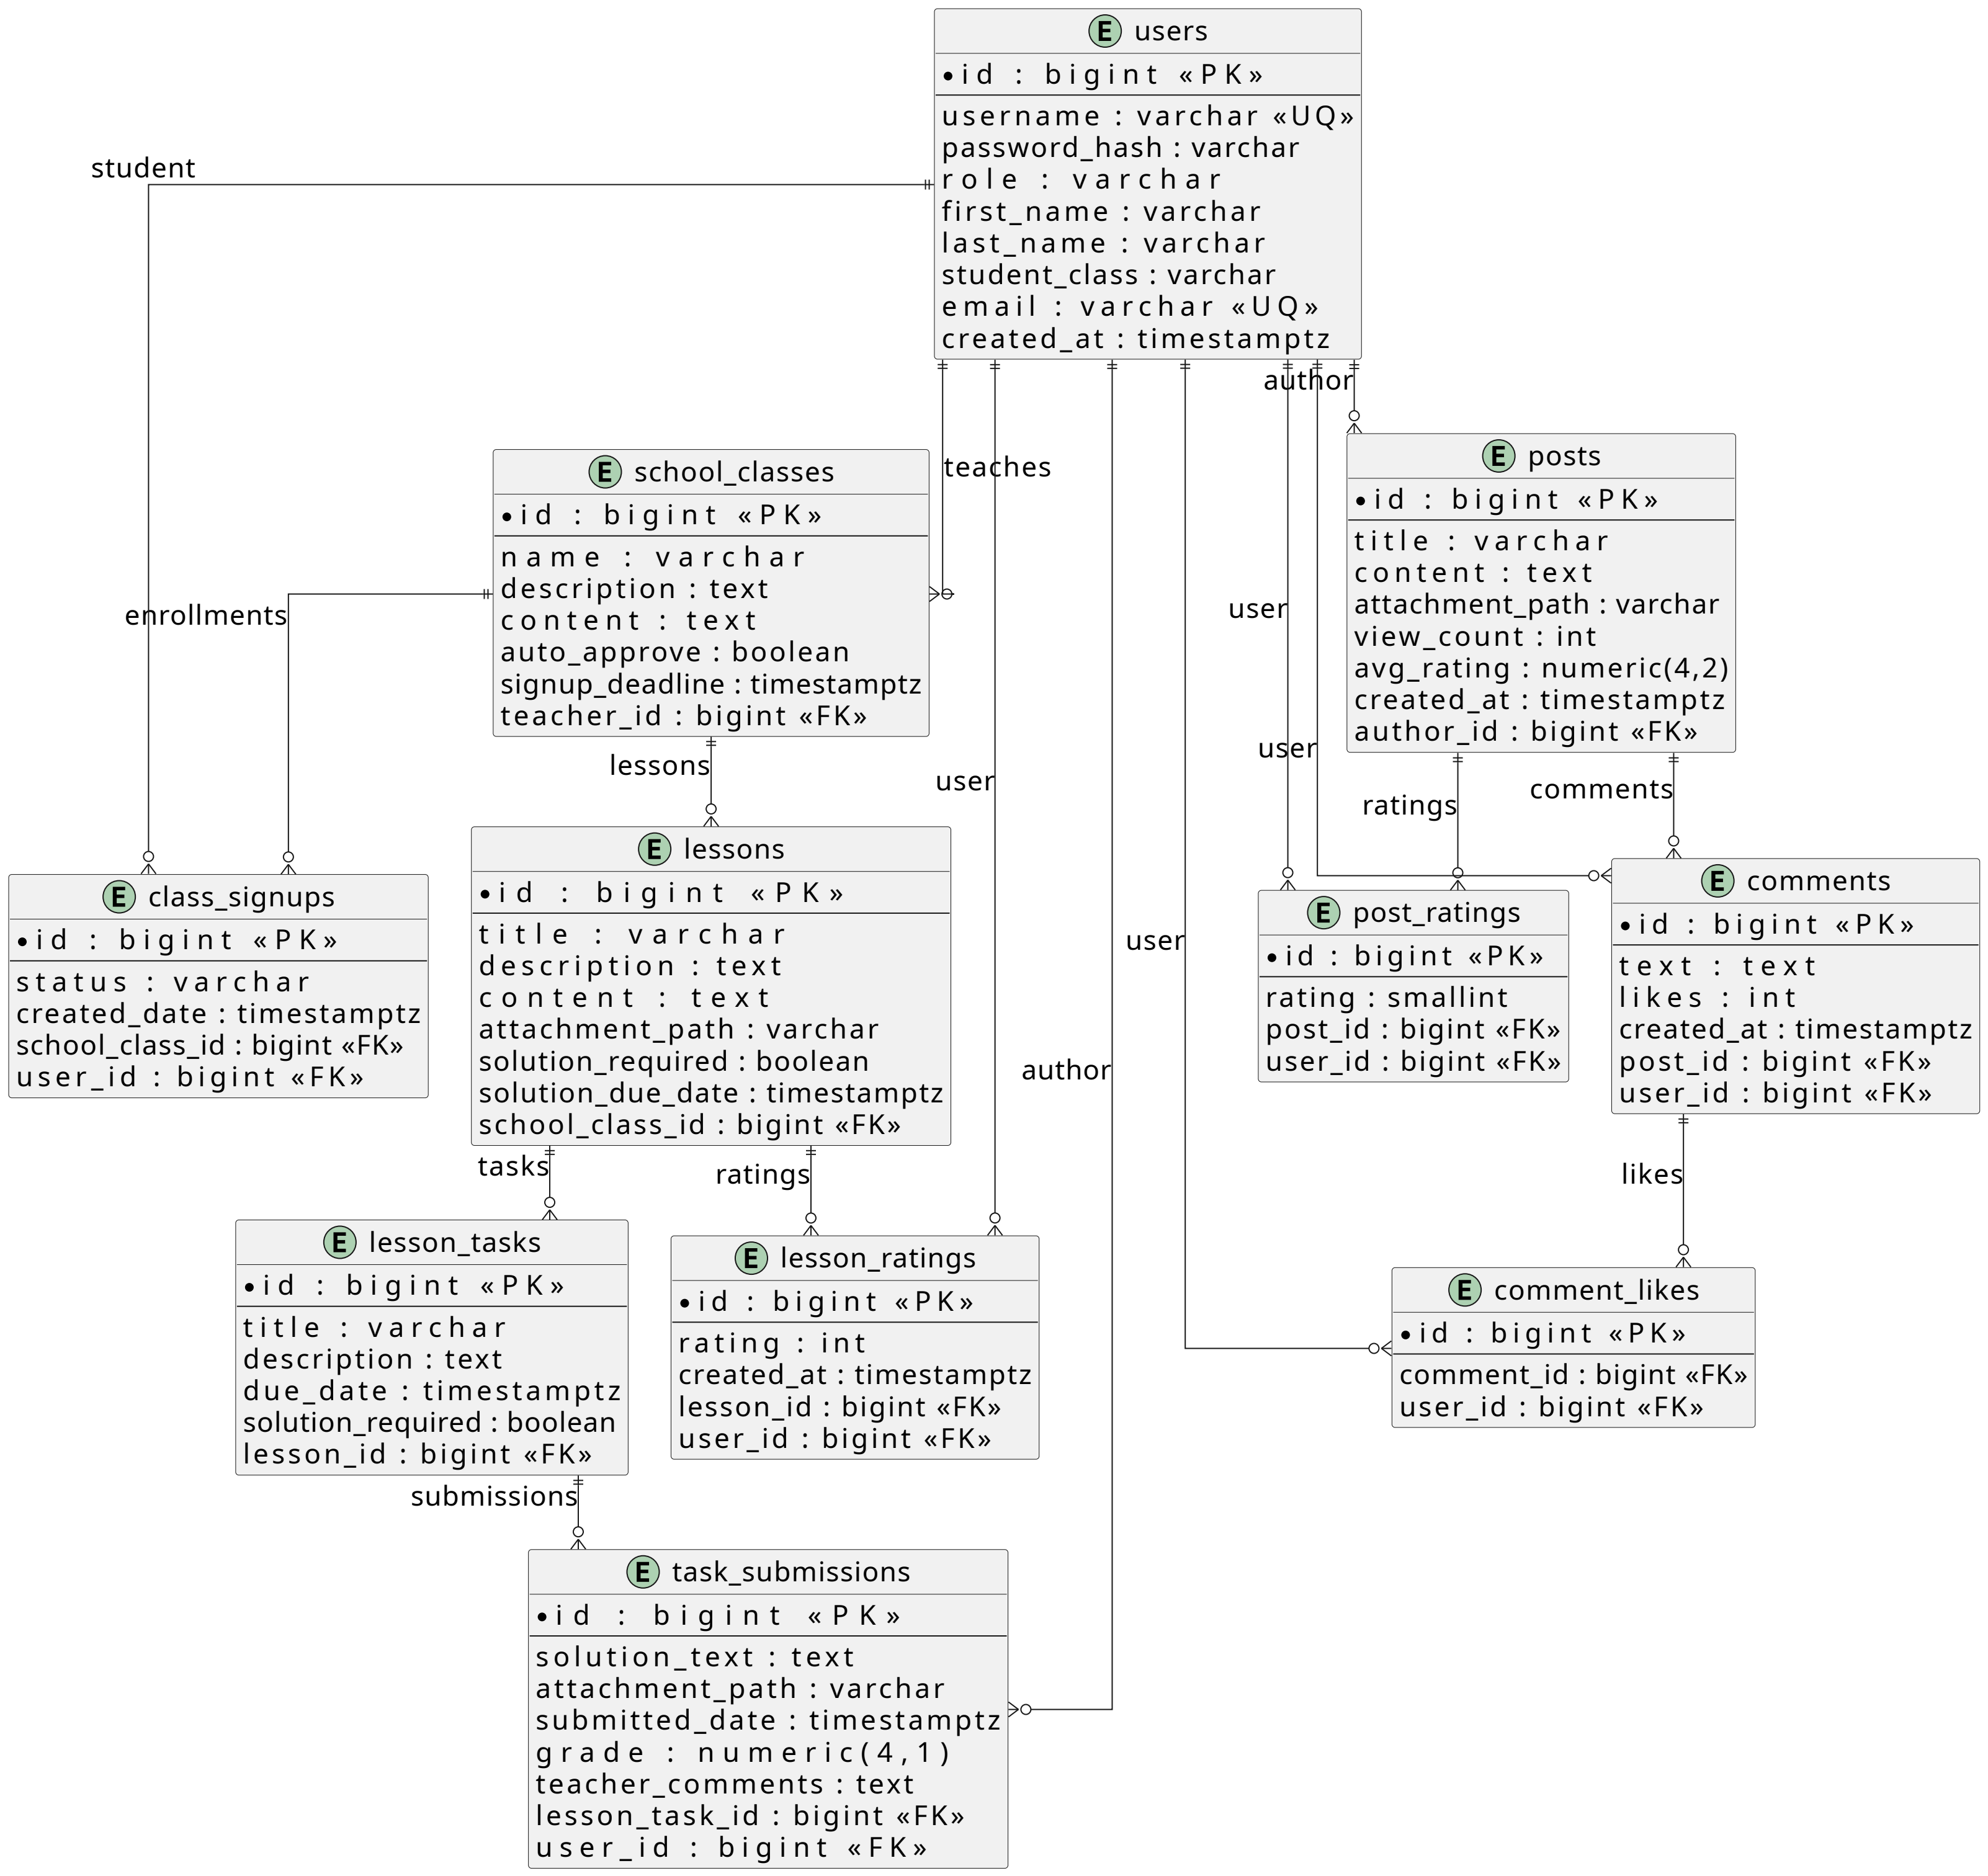 E users
id : bigint «PK»
username : varchar «UQ»
password_hash : varchar
role : varchar
first_name : varchar
last_name : varchar
student_class : varchar
email : varchar «UQ»
created_at : timestamptz
student
author
teaches
E school_classes
id : bigint «PK»
name : varchar
description : text
content : text
auto_approve : boolean
signup_deadline : timestamptz
teacher_id : bigint «FK»
E posts
id : bigint «PK»
title : varchar
content : text
attachment_path : varchar
view_count : int
avg_rating : numeric(4,2)
created_at : timestamptz
author_id : bigint «FK»
enrollments
user
user
lessons
user
ratings
comments
E class_signups
id : bigint «PK»
status : varchar
created_date : timestamptz
school_class_id : bigint «FK»
user_id : bigint «FK»
E lessons
id : bigint «PK»
title : varchar
description : text
content : text
attachment_path : varchar
solution_required : boolean
solution_due_date : timestamptz
school_class_id : bigint «FK»
user
author
E post_ratings
id : bigint «PK»
rating : smallint
post_id : bigint «FK»
user_id : bigint «FK»
E comments
id : bigint «PK»
text : text
likes : int
created_at : timestamptz
post_id : bigint «FK»
user_id : bigint «FK»
tasks
ratings
likes
E lesson_tasks
id : bigint «PK»
title : varchar
description : text
due_date : timestamptz
solution_required : boolean
lesson_id : bigint «FK»
E lesson_ratings
id : bigint «PK»
rating : int
created_at : timestamptz
lesson_id : bigint «FK»
user_id : bigint «FK»
E comment_likes
id : bigint «PK»
comment_id : bigint «FK»
user_id : bigint «FK»
submissions
E task_submissions
id : bigint «PK»
solution_text : text
attachment_path : varchar
submitted_date : timestamptz
grade : numeric(4,1)
teacher_comments : text
lesson_task_id : bigint «FK»
user_id : bigint «FK»